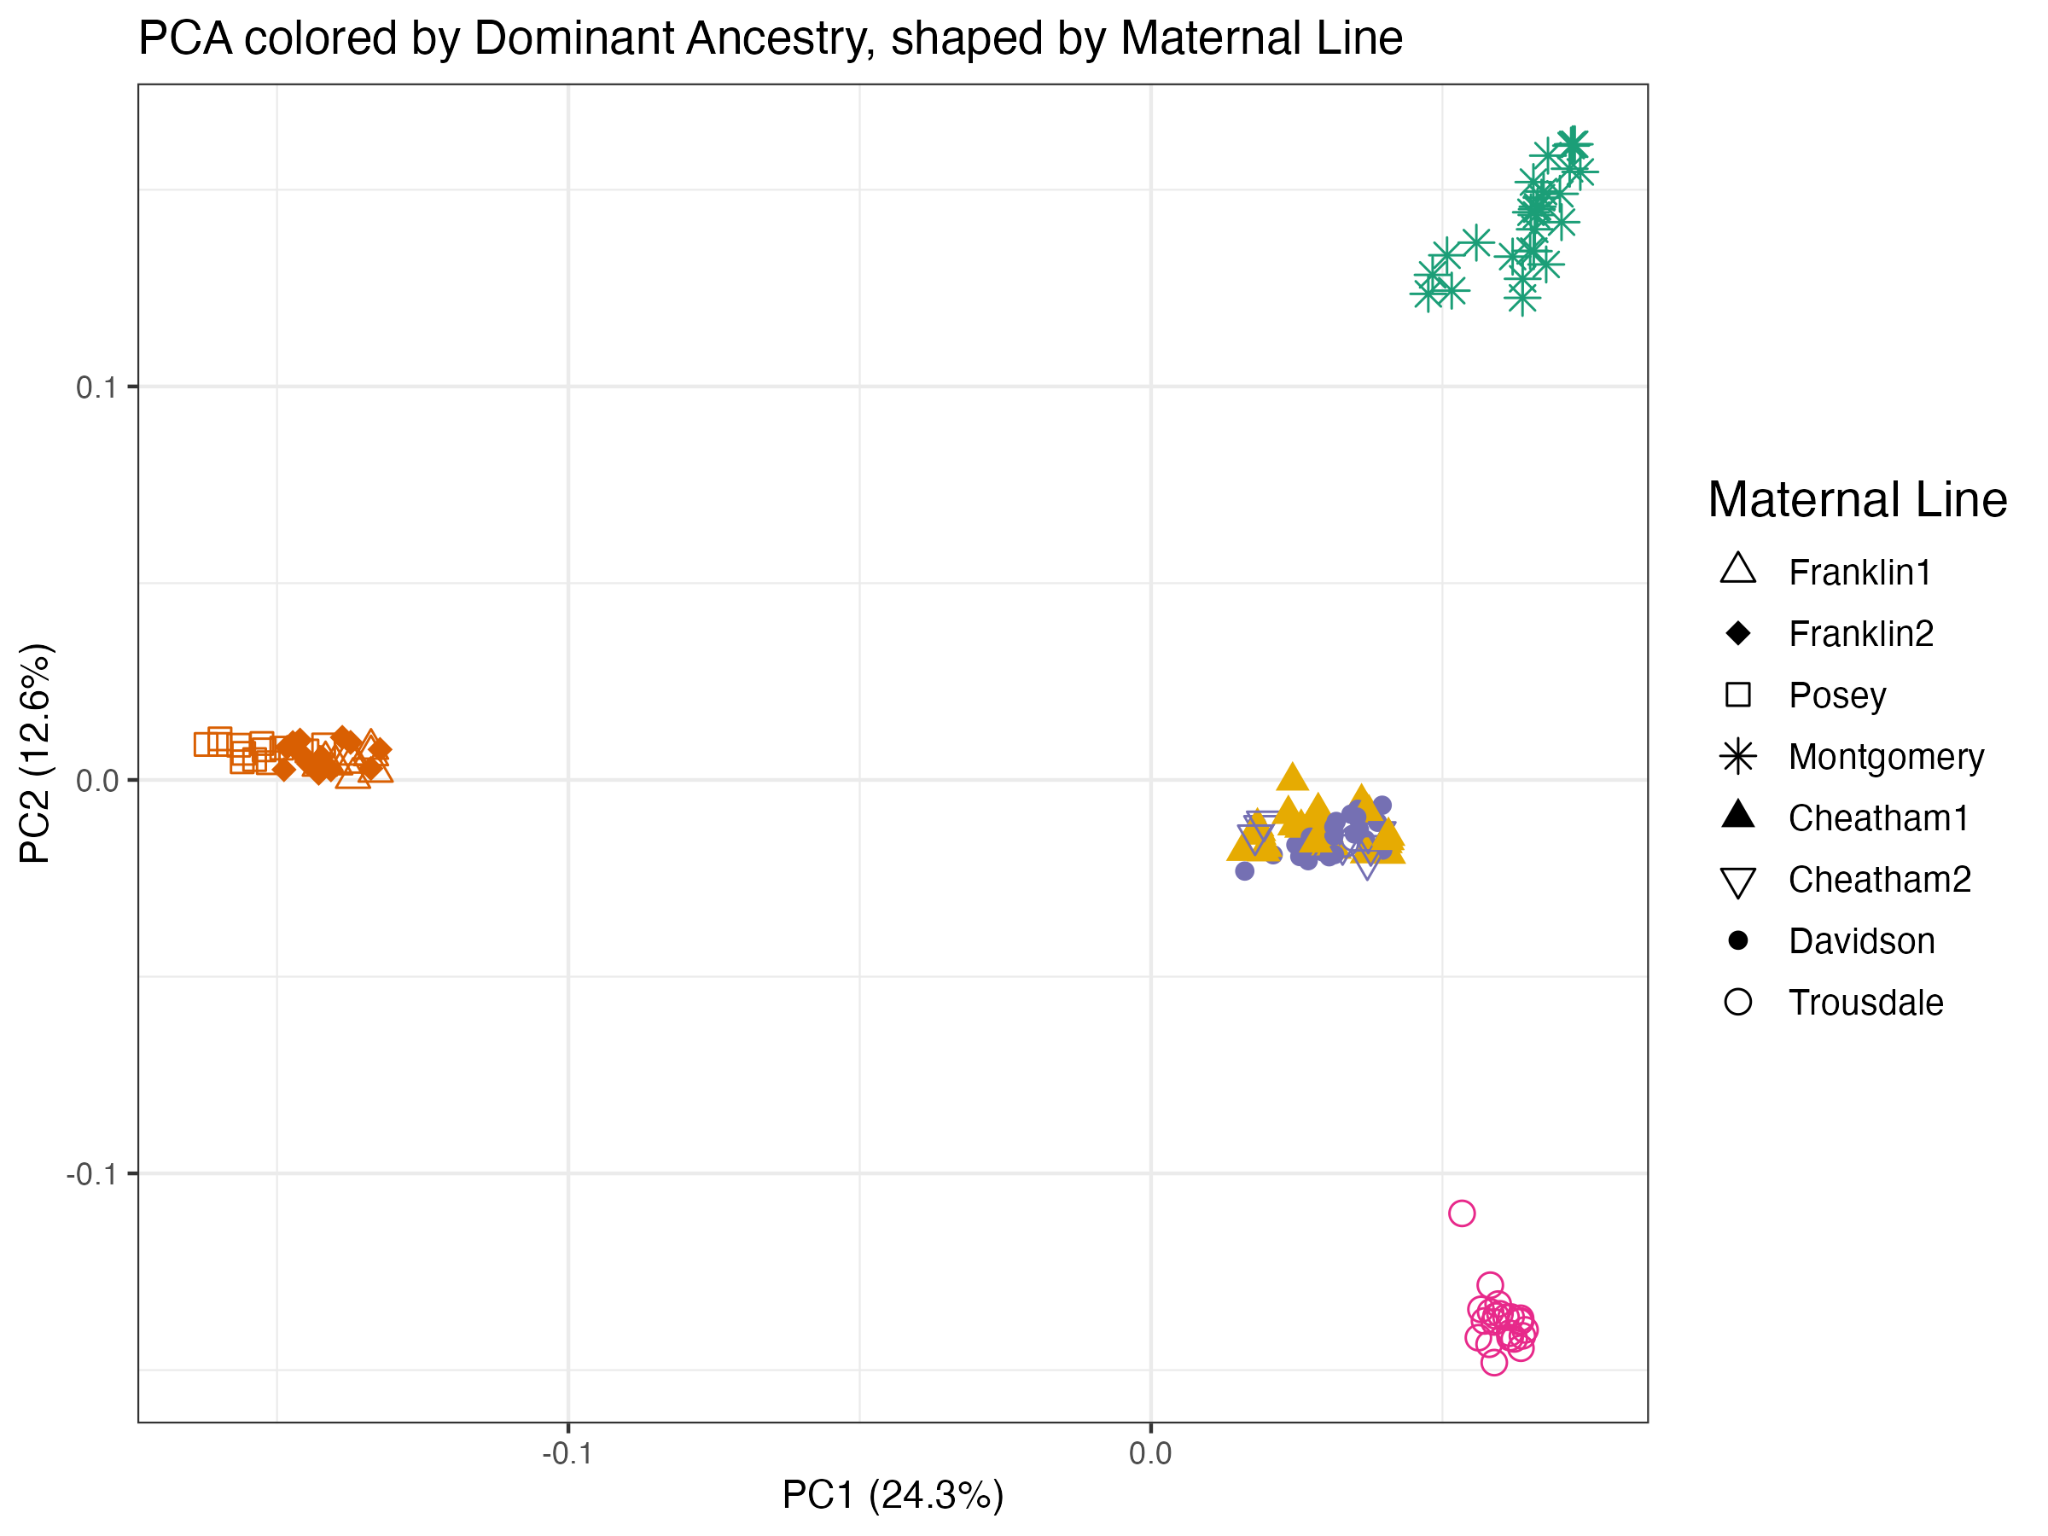 PCA colored by Dominant Ancestry, shaped by Maternal Line
PC2 (12.6%)
0.1
0.0
-0.1
-0.1
0.0
PC1 (24.3%)
Maternal Line
Franklin1
Franklin2
Posey
Montgomery
Cheatham1
Cheatham2
Davidson
Trousdale